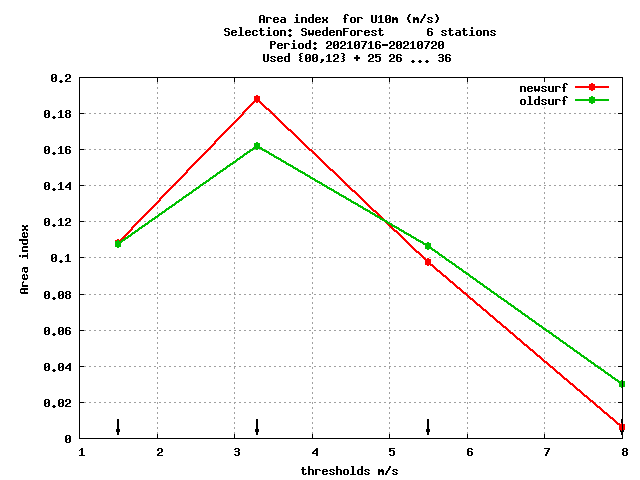 Area index for U10m (m/s)
Selection: SwedenForest 6 stations
Period: 20210716-20210720
Used {00,12} + 25 26 ... 36
newsurf
oldsurf
0.2
0.18
0.16
0.14
0.12
0.1
0.08
0.06
0.04
0.02
0
Area index
1 2 3 4 5 6 7 8
thresholds m/s